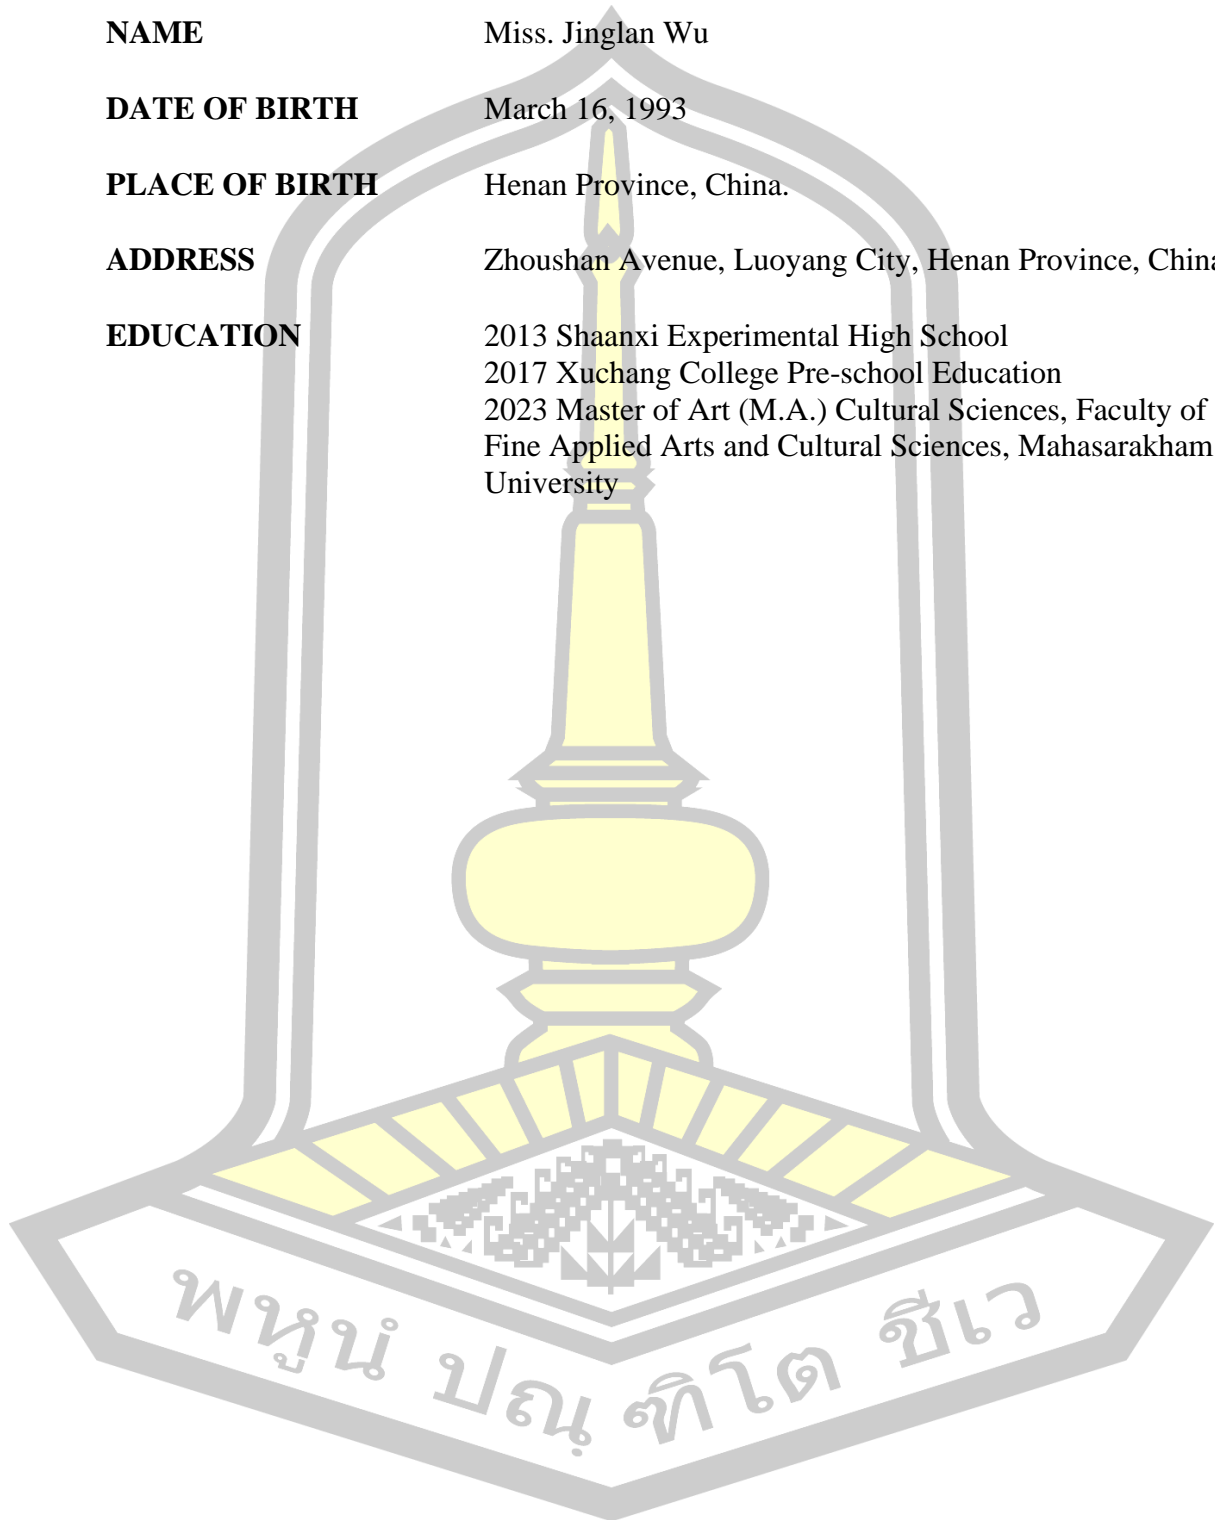 NAME Miss. Jinglan Wu
DATE OF BIRTH March 16, 1993
PLACE OF BIRTH Henan Province, China.
ADDRESS Zhoushan Avenue, Luoyang City, Henan Province, China
EDUCATION 2013 Shaanxi Experimental High School
2017 Xuchang College Pre-school Education
2023 Master of Art (M.A.) Cultural Sciences, Faculty of
Fine Applied Arts and Cultural Sciences, Mahasarakham
University
พหูนํ ปณฺฑิโต ชีเว